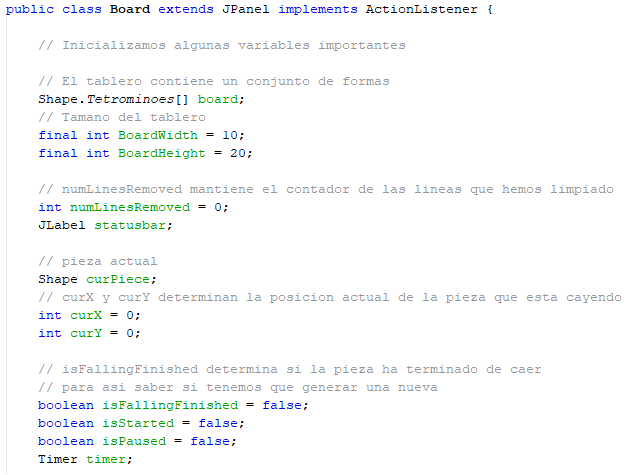 public class Board extends JPanel implements ActionListener {
// Inicializamos algunas variables importantes
// El tablero contiene un conjunto de formas
Shape.Tetrominoes[] board;
// Tamano del tablero
final int BoardWidth = 10;
final int BoardHeight = 20;
// numLinesRemoved mantiene el contador de las lineas que hemos limpiado
int numLinesRemoved = 0;
JLabel statusbar;
// pieza actual
Shape curPiece;
// curX y curY determinan la posicion actual de la pieza que esta cayendo
int curX = 0;
int curY = 0;
// isFallingFinished determina si la pieza ha terminado de caer
// para asi saber si tenemos que generar una nueva
boolean isFallingFinished = false;
boolean isStarted = false;
boolean isPaused = false;
Timer timer;